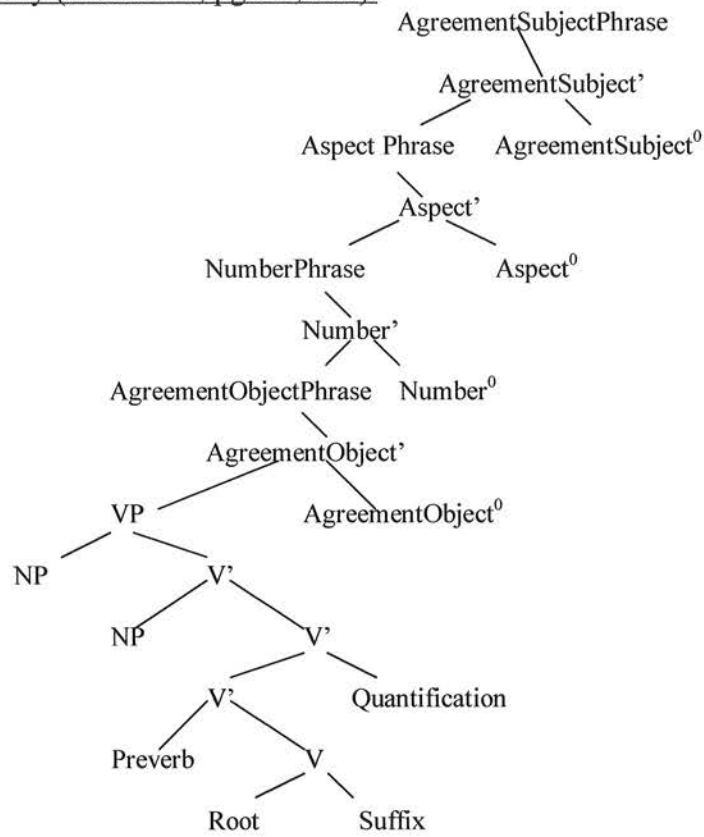 AgreementSubjectPhrase
AgreementSubject’
Aspect Phrase AgreementSubject⁰
Aspect’
NumberPhrase Aspect⁰
Number’
AgreementObjectPhrase Number⁰
AgreementObject’
VP AgreementObject⁰
NP V’
NP V’
V’ Quantification
Preverb V
Root Suffix